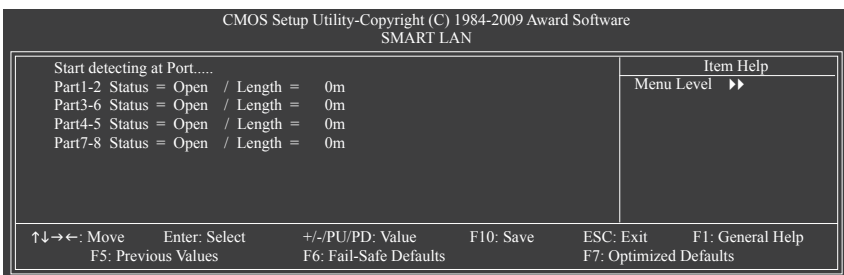 CMOS Setup Utility-Copyright (C) 1984-2009 Award Software
SMART LAN
Start detecting at Port.....
Part1-2 Status = Open / Length = 0m
Part3-6 Status = Open / Length = 0m
Part4-5 Status = Open / Length = 0m
Part7-8 Status = Open / Length = 0m
Item Help
Menu Level ▶▶
↑↓→←: Move Enter: Select +/-/PU/PD: Value F10: Save ESC: Exit F1: General Help
F5: Previous Values F6: Fail-Safe Defaults F7: Optimized Defaults